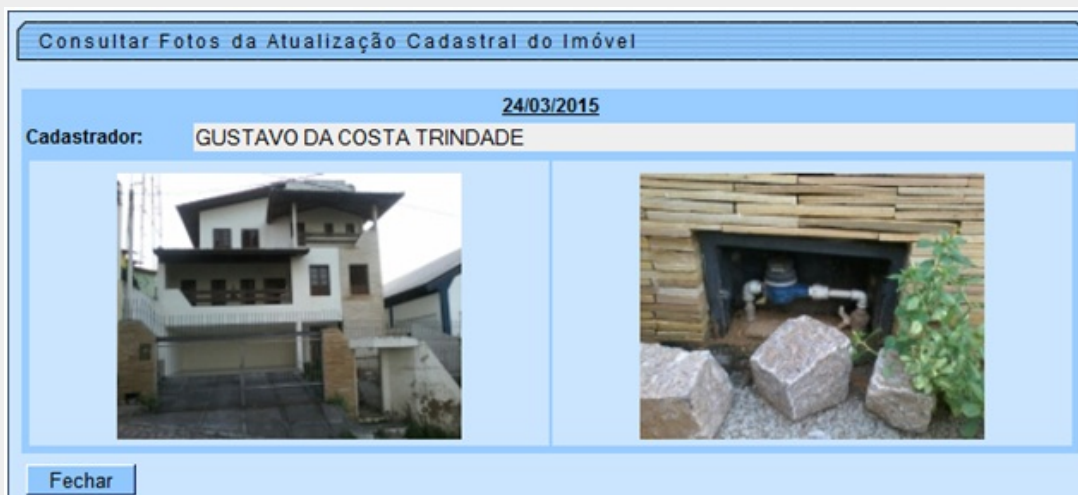 Consultar Fotos da Atualização Cadastral do Imóvel
24/03/2015
Cadastrador: GUSTAVO DA COSTA TRINDADE
Fechar